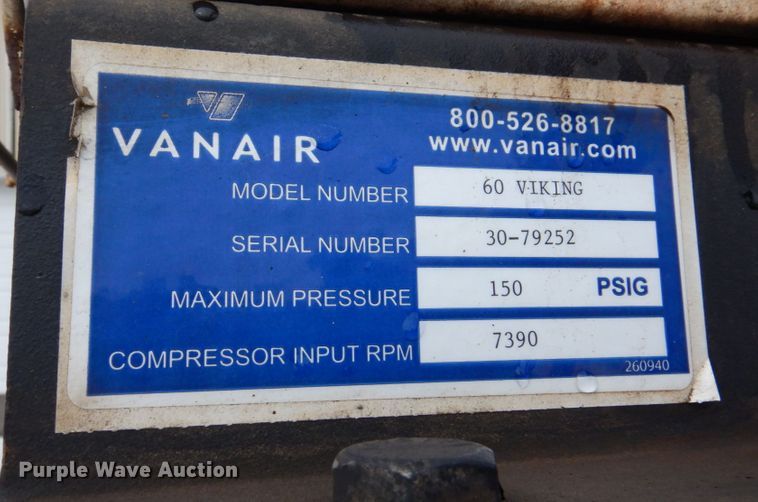 VANAIR
800-526-8817
www.vanair.com
MODEL NUMBER 60 VIKING
SERIAL NUMBER 30-79252
MAXIMUM PRESSURE 150 PSIG
COMPRESSOR INPUT RPM 7390
260940
Purple Wave Auction